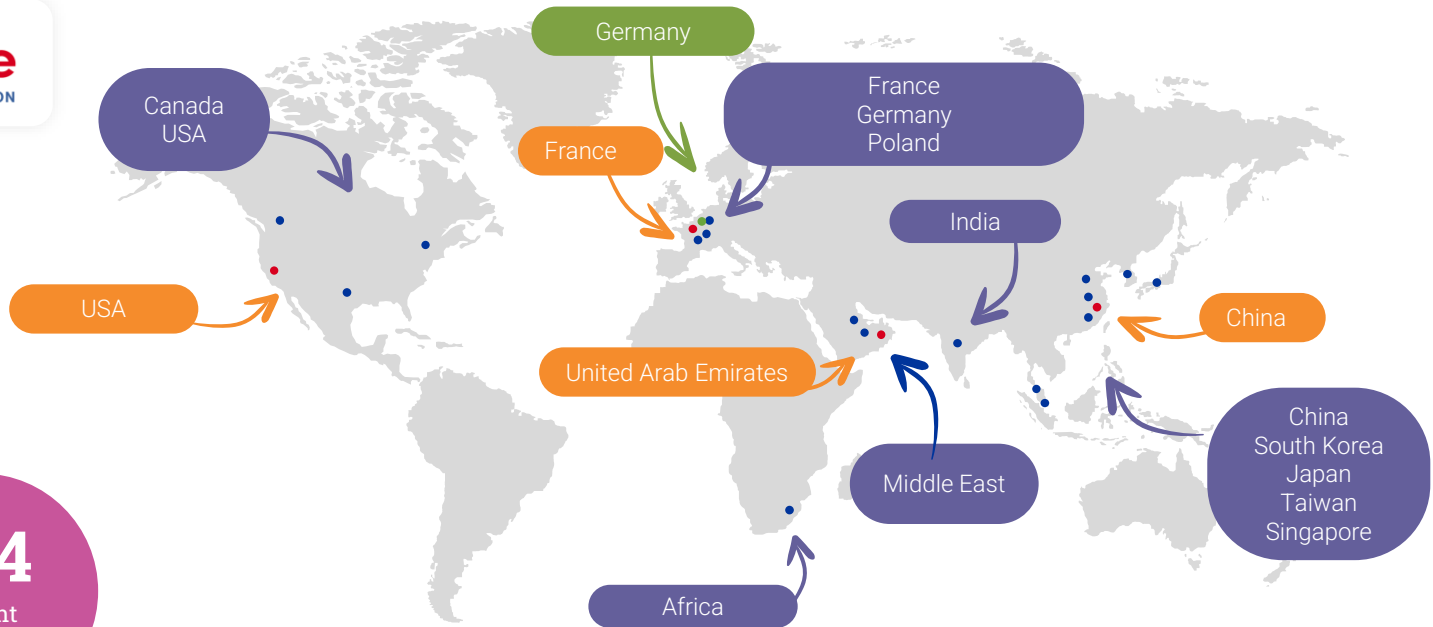 Germany
France
Germany
Poland
Canada
USA
France
India
USA
China
United Arab Emirates
China
South Korea
Japan
Taiwan
Singapore
Middle East
Africa
4